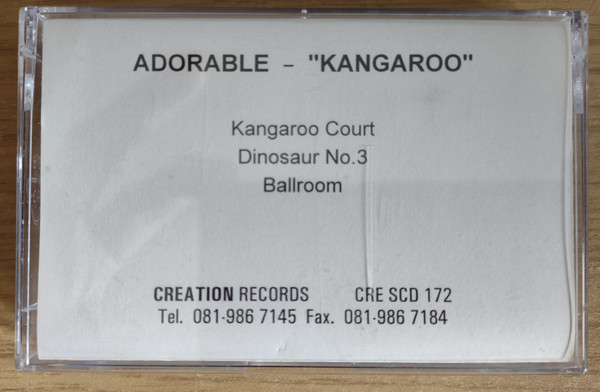 ADORABLE – "KANGAROO"
Kangaroo Court
Dinosaur No.3
Ballroom
CREATION RECORDS CRE SCD 172
Tel. 081-986 7145 Fax. 081-986 7184